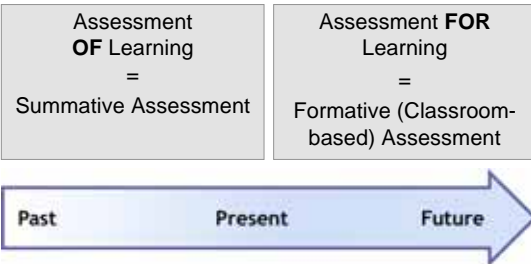 Assessment
OF Learning
=
Summative Assessment
Assessment FOR
Learning
=
Formative (Classroom-
based) Assessment
Past Present Future